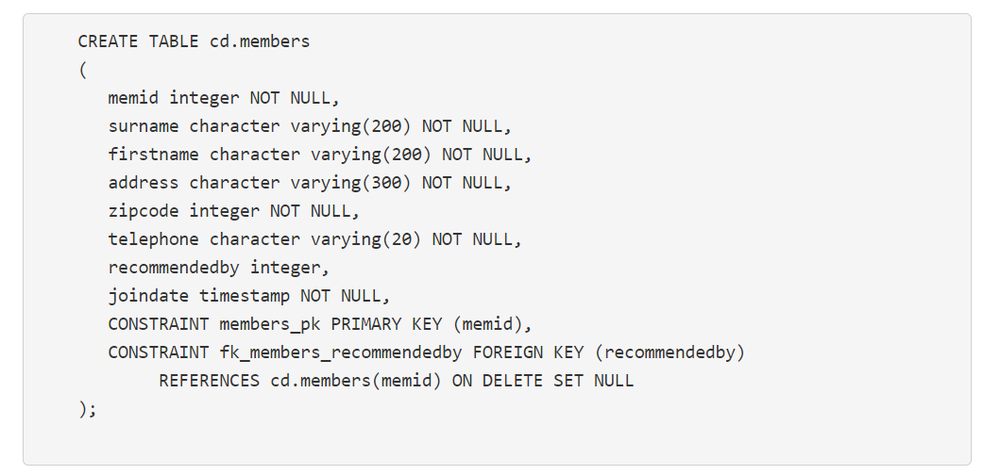 CREATE TABLE cd.members
(
memid integer NOT NULL,
surname character varying(200) NOT NULL,
firstname character varying(200) NOT NULL,
address character varying(300) NOT NULL,
zipcode integer NOT NULL,
telephone character varying(20) NOT NULL,
recommendedby integer,
joindate timestamp NOT NULL,
CONSTRAINT members_pk PRIMARY KEY (memid),
CONSTRAINT fk_members_recommendedby FOREIGN KEY (recommendedby)
REFERENCES cd.members(memid) ON DELETE SET NULL
);